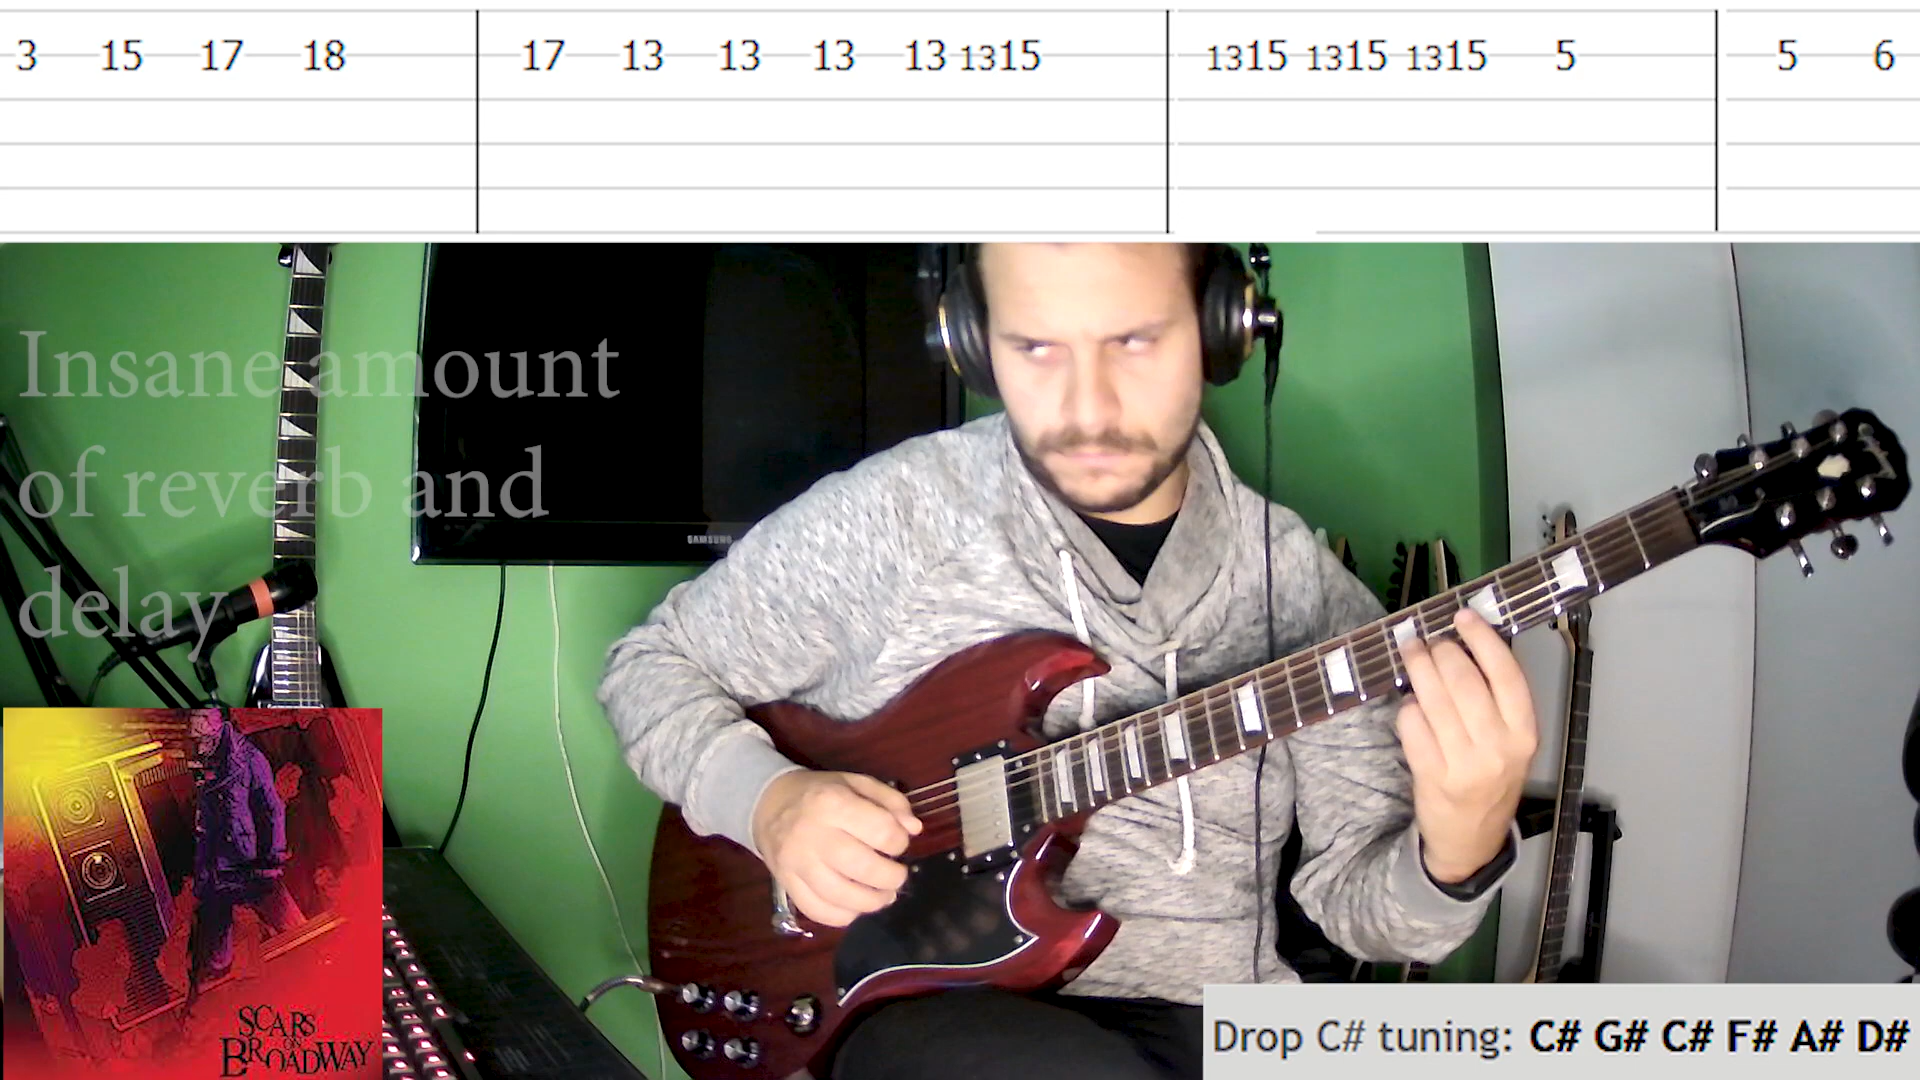 3 15 17 18 17 13 13 13 13 1315 1315 1315 1315 5 5 6
Insane amount
of reverb and
delay
SAMSUNG
SCARS
ON
BROADWAY
Drop C# tuning: C# G# C# F# A# D#